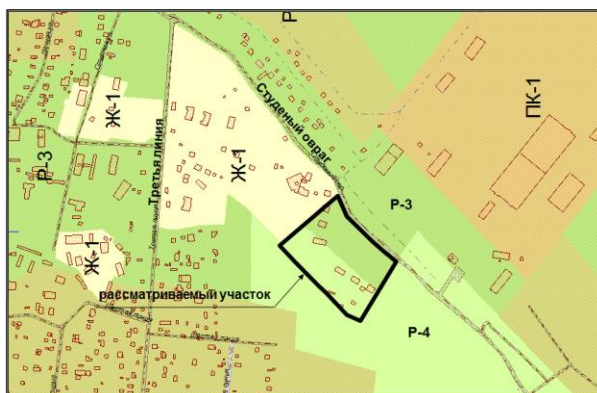 Р
Ж-1
Р-3
Третья линия
Студеный овраг
Ж-1
ПК-1
Р-3
Ж-1
рассматриваемый участок
Р-4